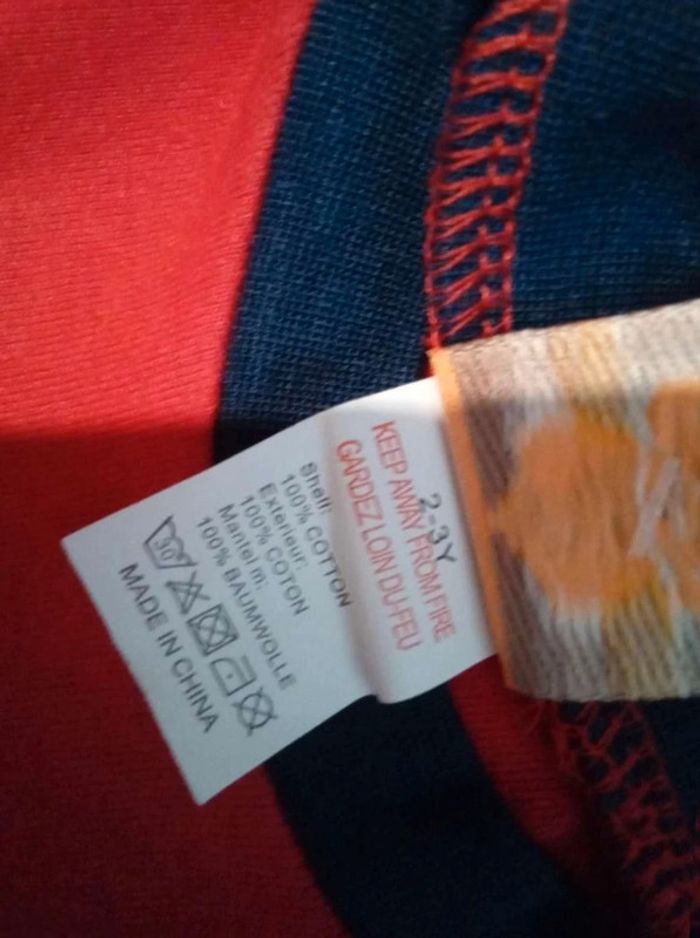 2-3Y
KEEP AWAY FROM FIRE
GARDEZ LOIN DU-FEU
Shell:
100% COTTON
Exterieur:
100% COTON
Mantel m:
100% BAUMWOLLE
30
MADE IN CHINA